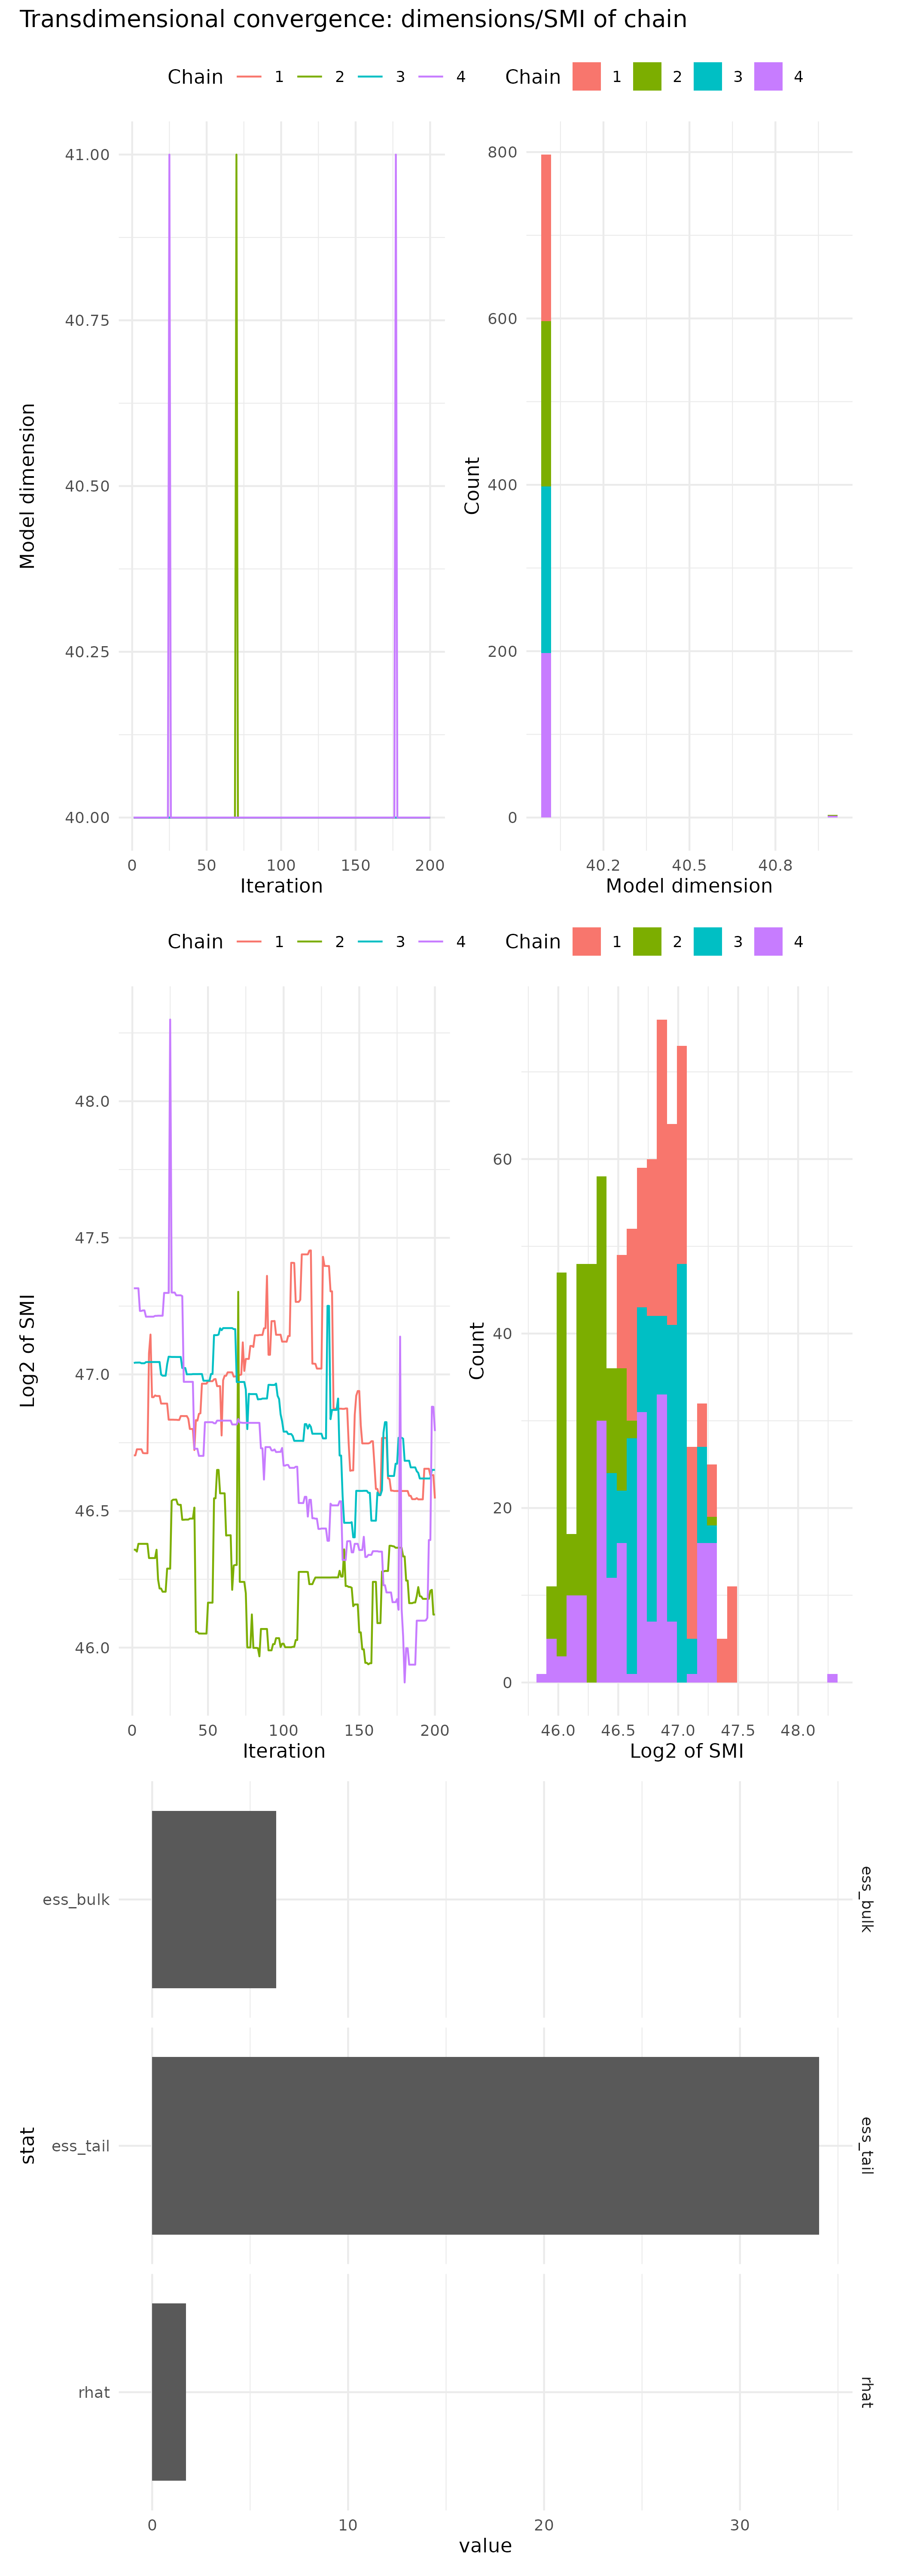 Transdimensional convergence: dimensions/SMI of chain
Chain 1 2 3 4
Chain 1 2 3 4
41.00
40.75
40.50
40.25
40.00
Model dimension
0 50 100 150 200
Iteration
800
600
400
200
0
Count
40.2 40.5 40.8
Model dimension
Chain 1 2 3 4
Chain 1 2 3 4
48.0
47.5
47.0
46.5
46.0
Log2 of SMI
0 50 100 150 200
Iteration
60
40
20
0
Count
46.0 46.5 47.0 47.5 48.0
Log2 of SMI
ess_bulk
ess_bulk
stat
ess_tail
ess_tail
rhat
rhat
0 10 20 30
value